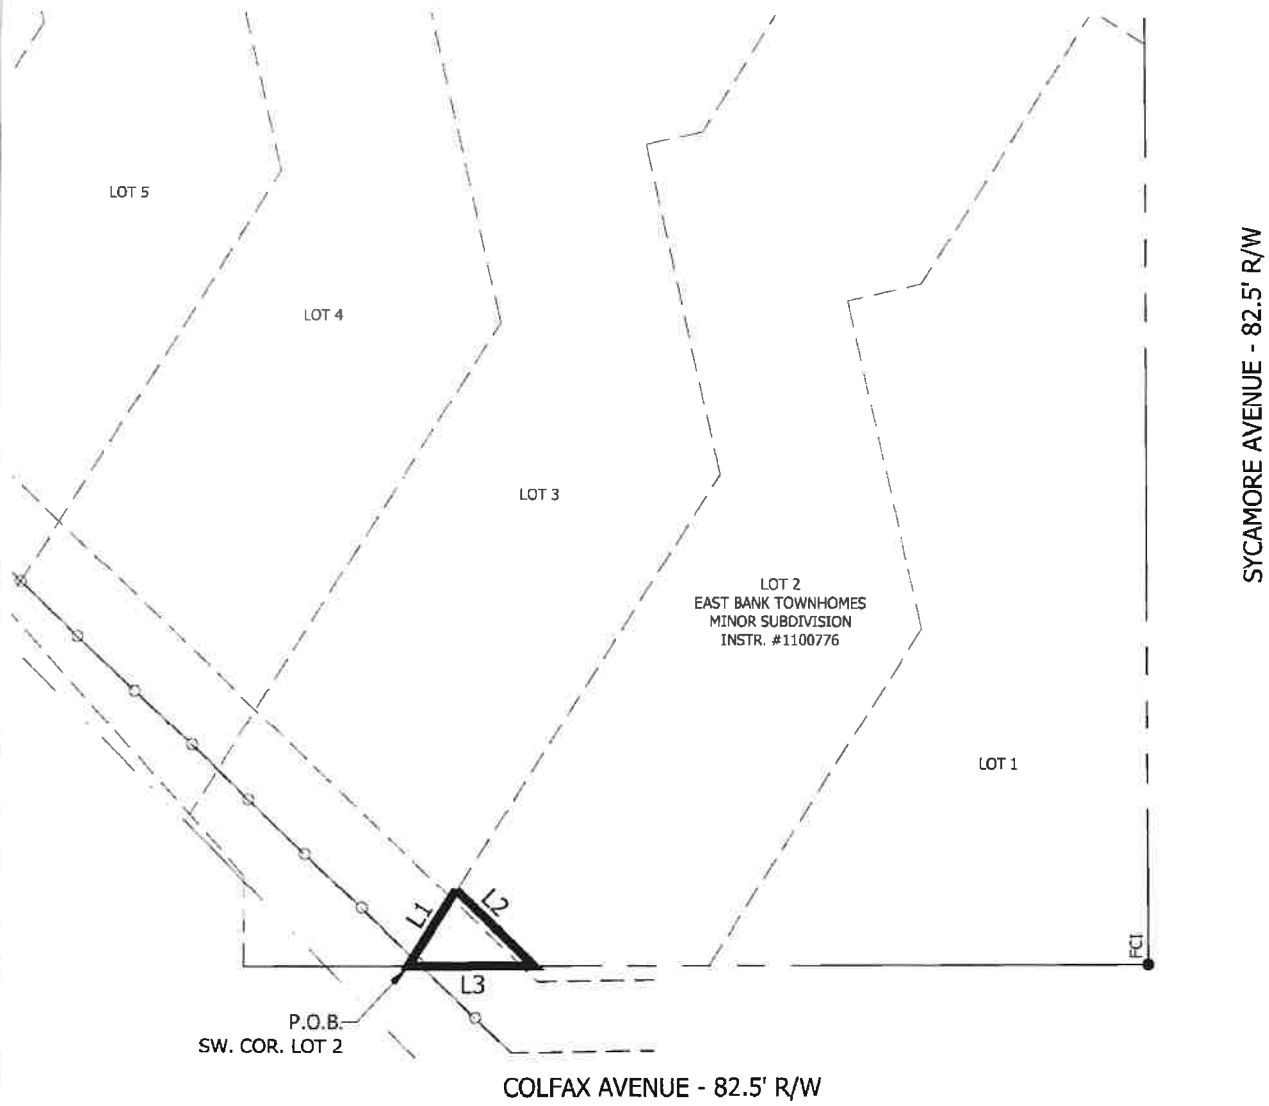 LOT 5
LOT 4
LOT 3
LOT 2
EAST BANK TOWNHOMES
MINOR SUBDIVISION
INSTR. #1100776
LOT 1
SYCAMORE AVENUE - 82.5' R/W
L1
L2
L3
FCI
P.O.B.
SW. COR. LOT 2
COLFAX AVENUE - 82.5' R/W